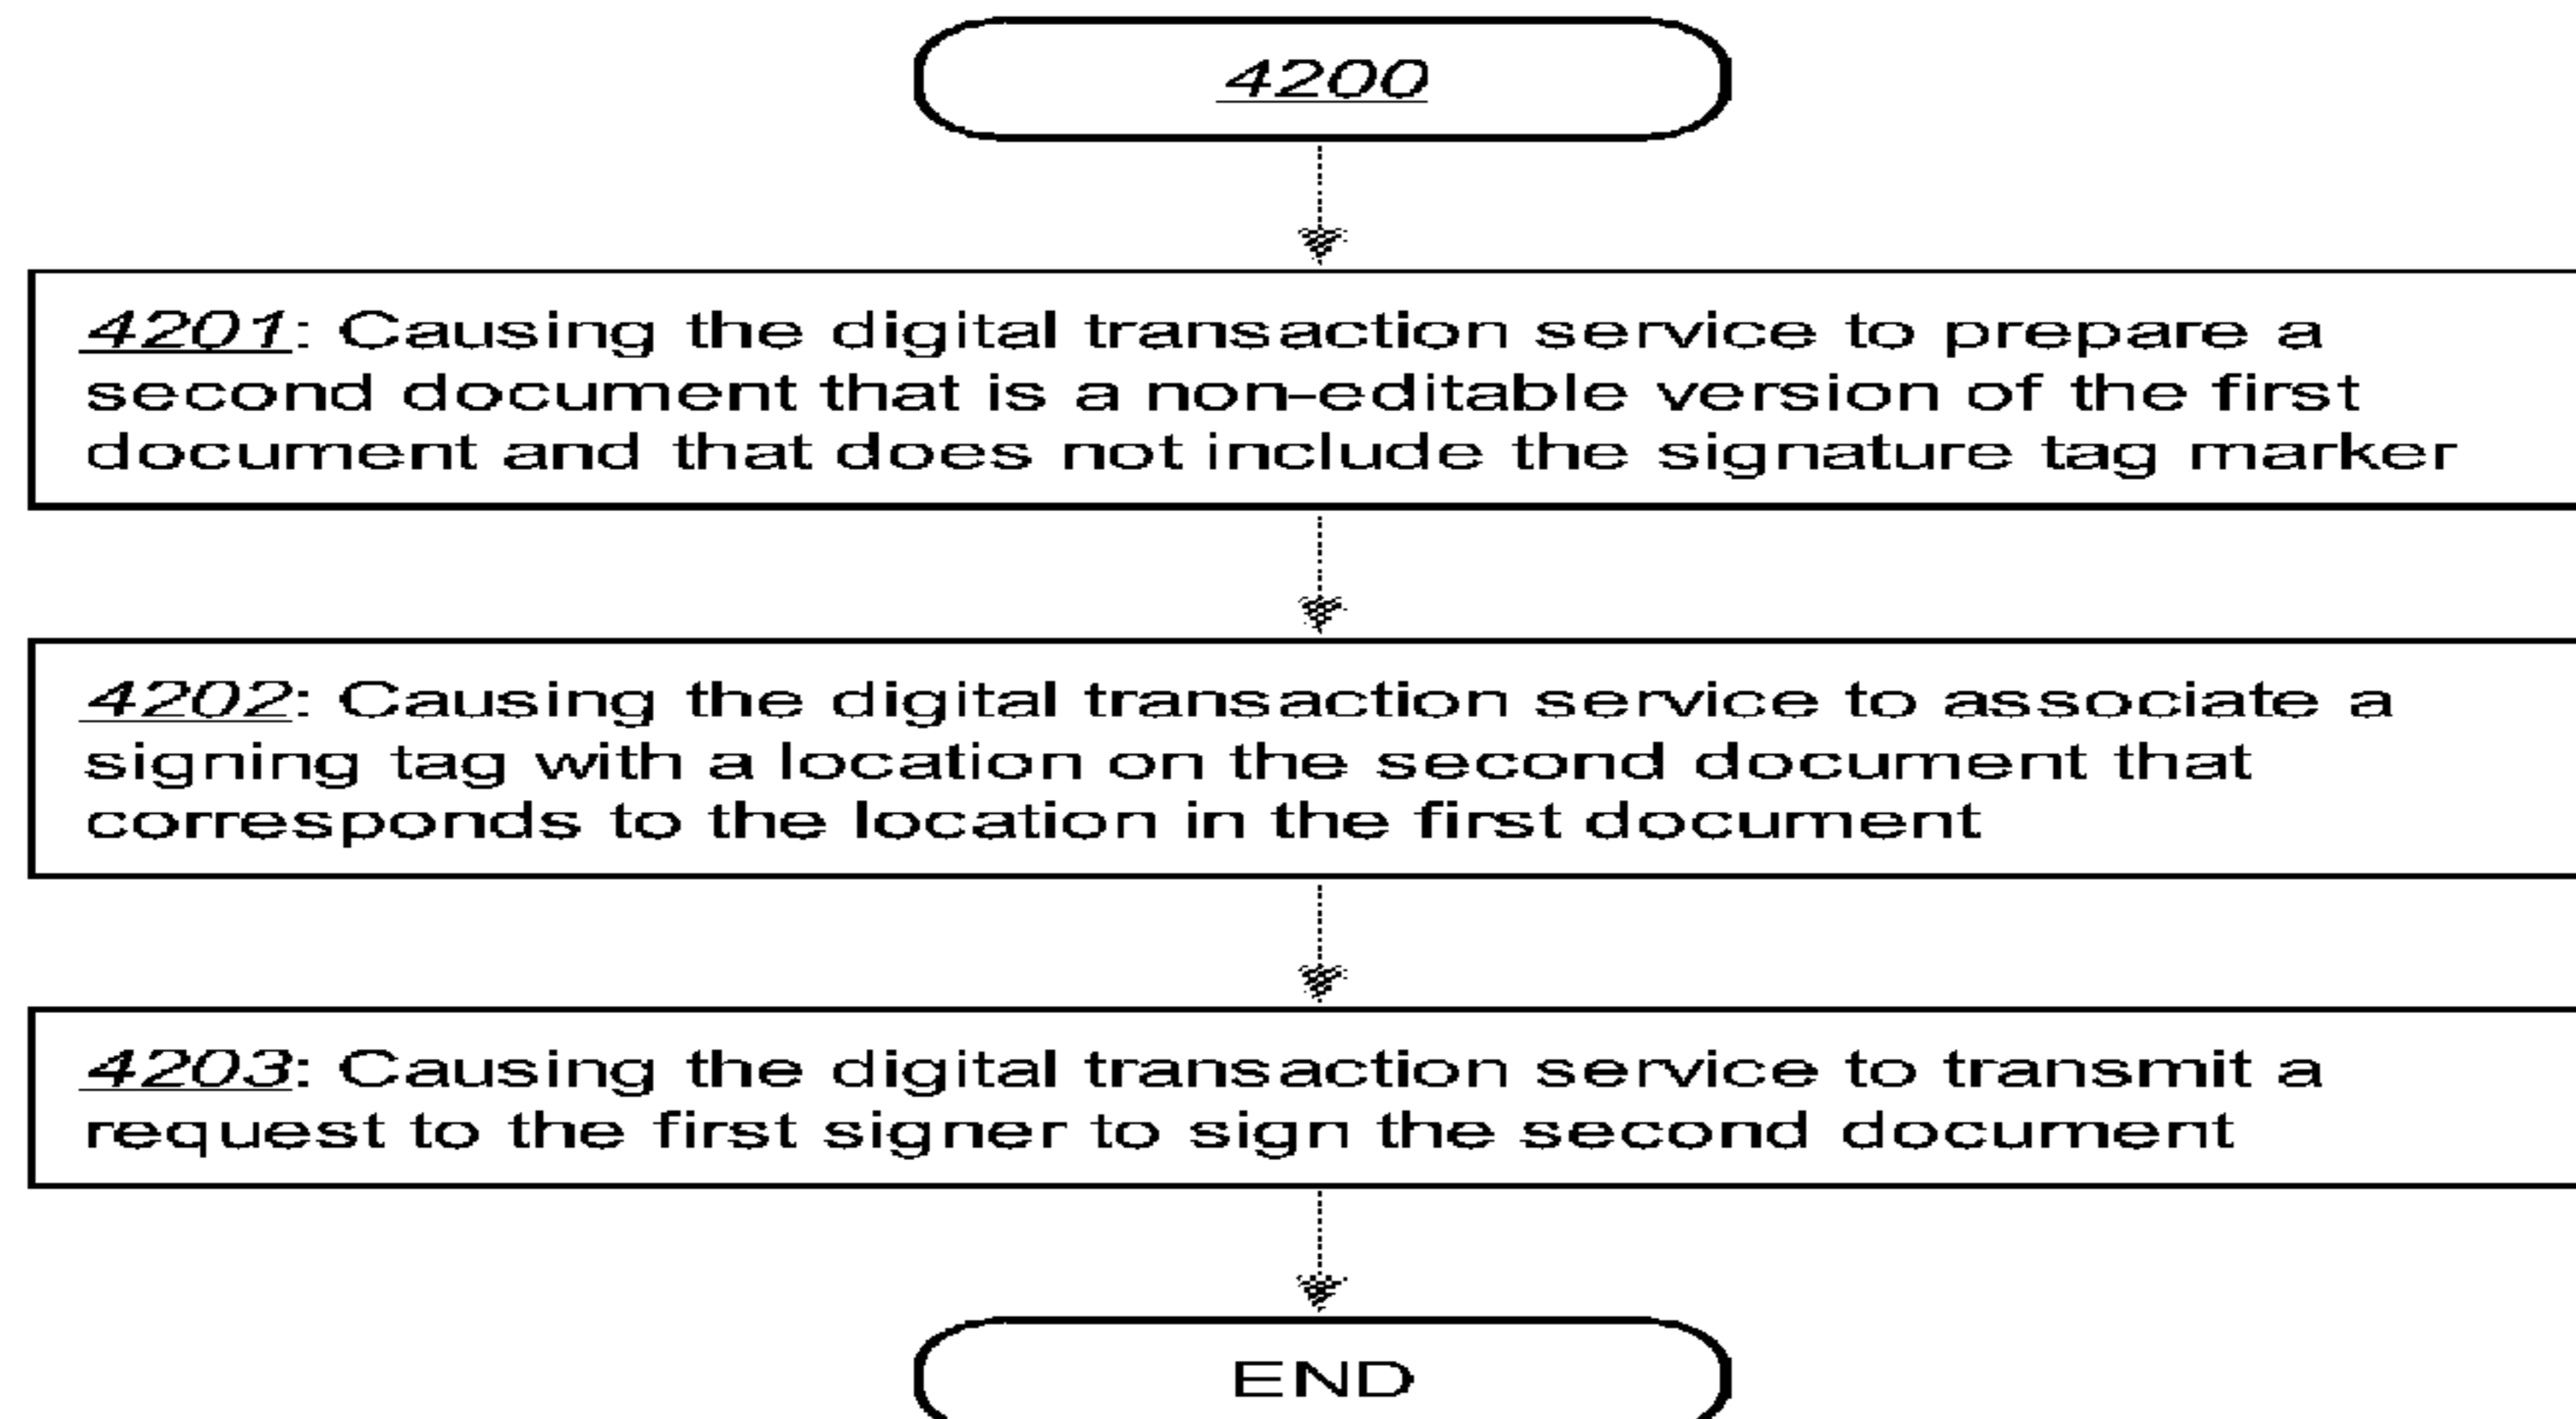 4200
4201: Causing the digital transaction service to prepare a
second document that is a non-editable version of the first
document and that does not include the signature tag marker
4202: Causing the digital transaction service to associate a
signing tag with a location on the second document that
corresponds to the location in the first document
4203: Causing the digital transaction service to transmit a
request to the first signer to sign the second document
END